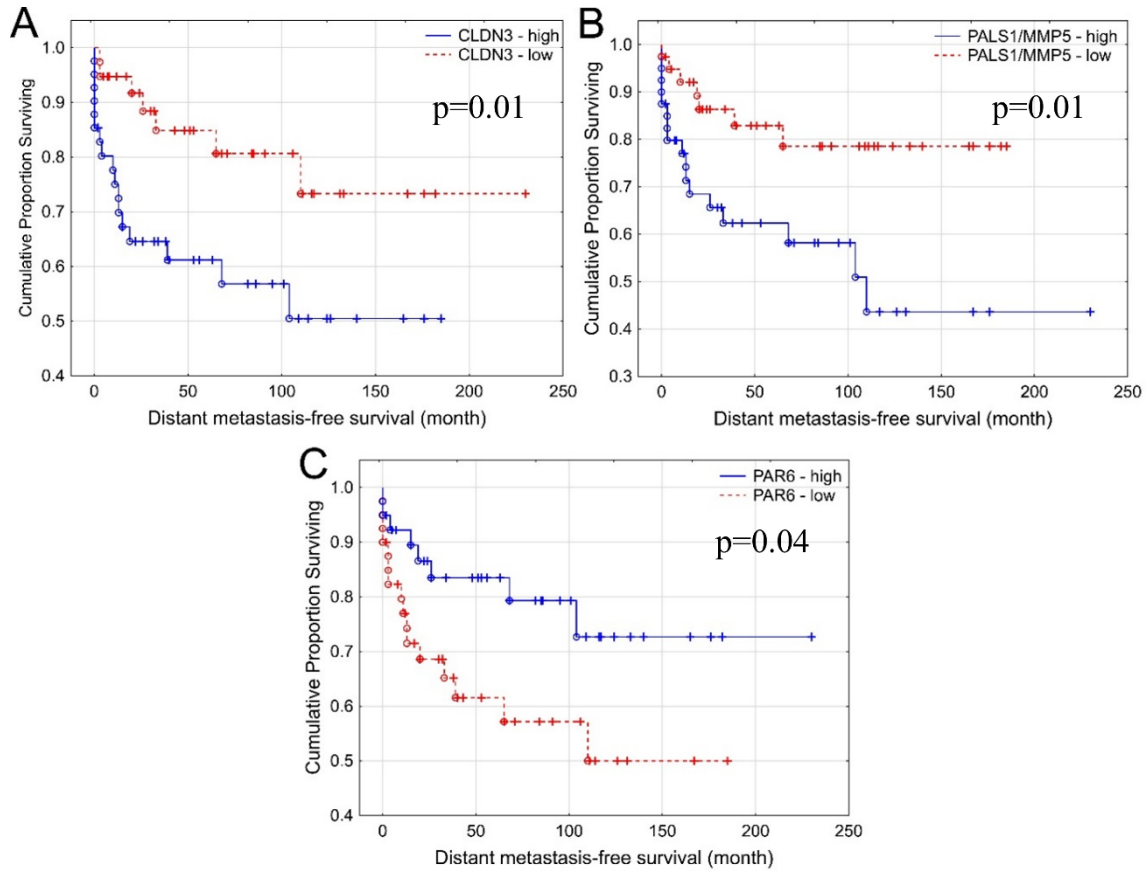 A
CLDN3 - high
CLDN3 - low
p=0.01
Cumulative Proportion Surviving
1.0
0.9
0.8
0.7
0.6
0.5
0.4
0
50
100
150
200
250
Distant metastasis-free survival (month)
B
PALS1/MMP5 - high
PALS1/MMP5 - low
p=0.01
Cumulative Proportion Surviving
1.0
0.9
0.8
0.7
0.6
0.5
0.4
0.3
0
50
100
150
200
250
Distant metastasis-free survival (month)
C
PAR6 - high
PAR6 - low
p=0.04
Cumulative Proportion Surviving
1.0
0.9
0.8
0.7
0.6
0.5
0.4
0
50
100
150
200
250
Distant metastasis-free survival (month)